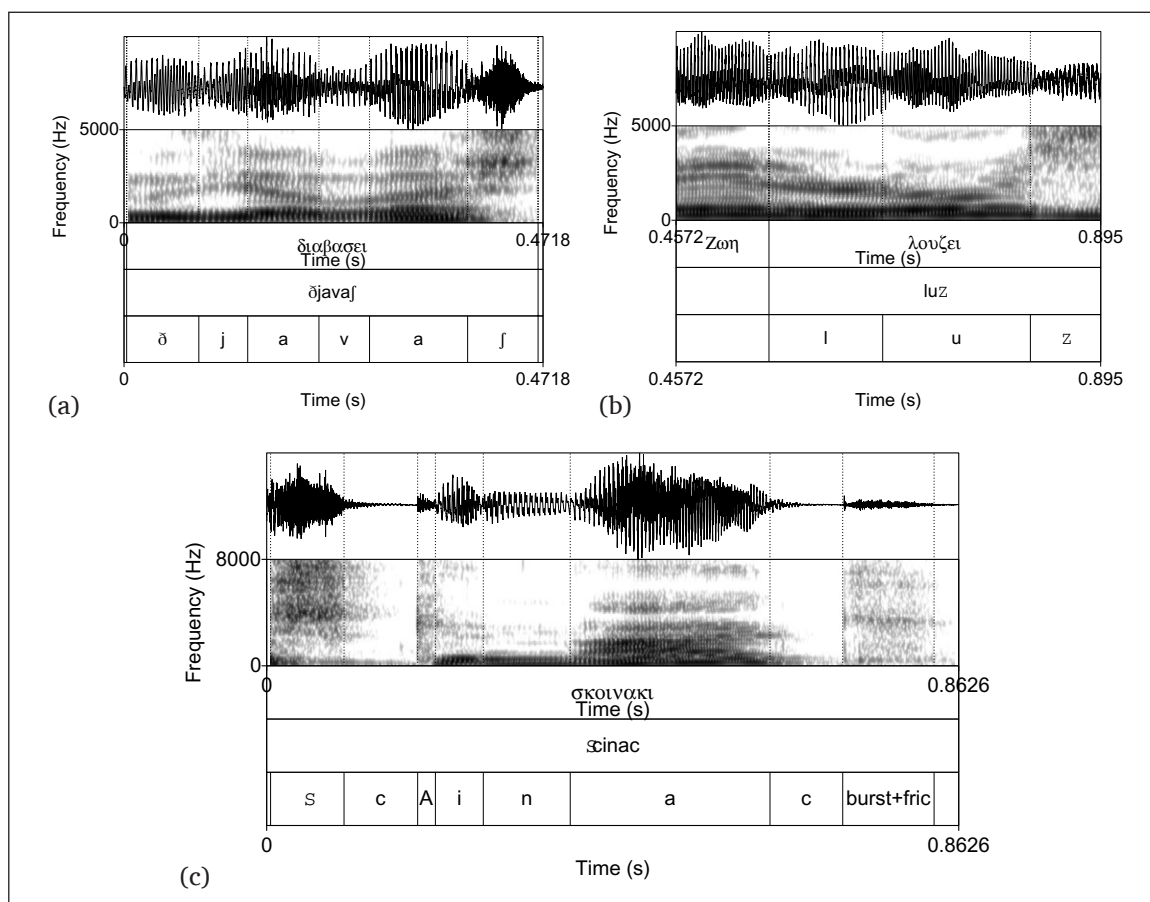 5000
Frequency (Hz)
0
0
0.4718
διαβασει
Time (s)
ðjavaʃ
ð j a v a ʃ
0
0.4718
Time (s)
(a)
5000
Frequency (Hz)
0
0.4572
0.895
Ζωη λουζει
Time (s)
luz
l u z
0.4572
0.895
Time (s)
(b)
8000
Frequency (Hz)
0
0
0.8626
σκοινακι
Time (s)
scinac
s c A i n a c burst+fric
0
0.8626
Time (s)
(c)